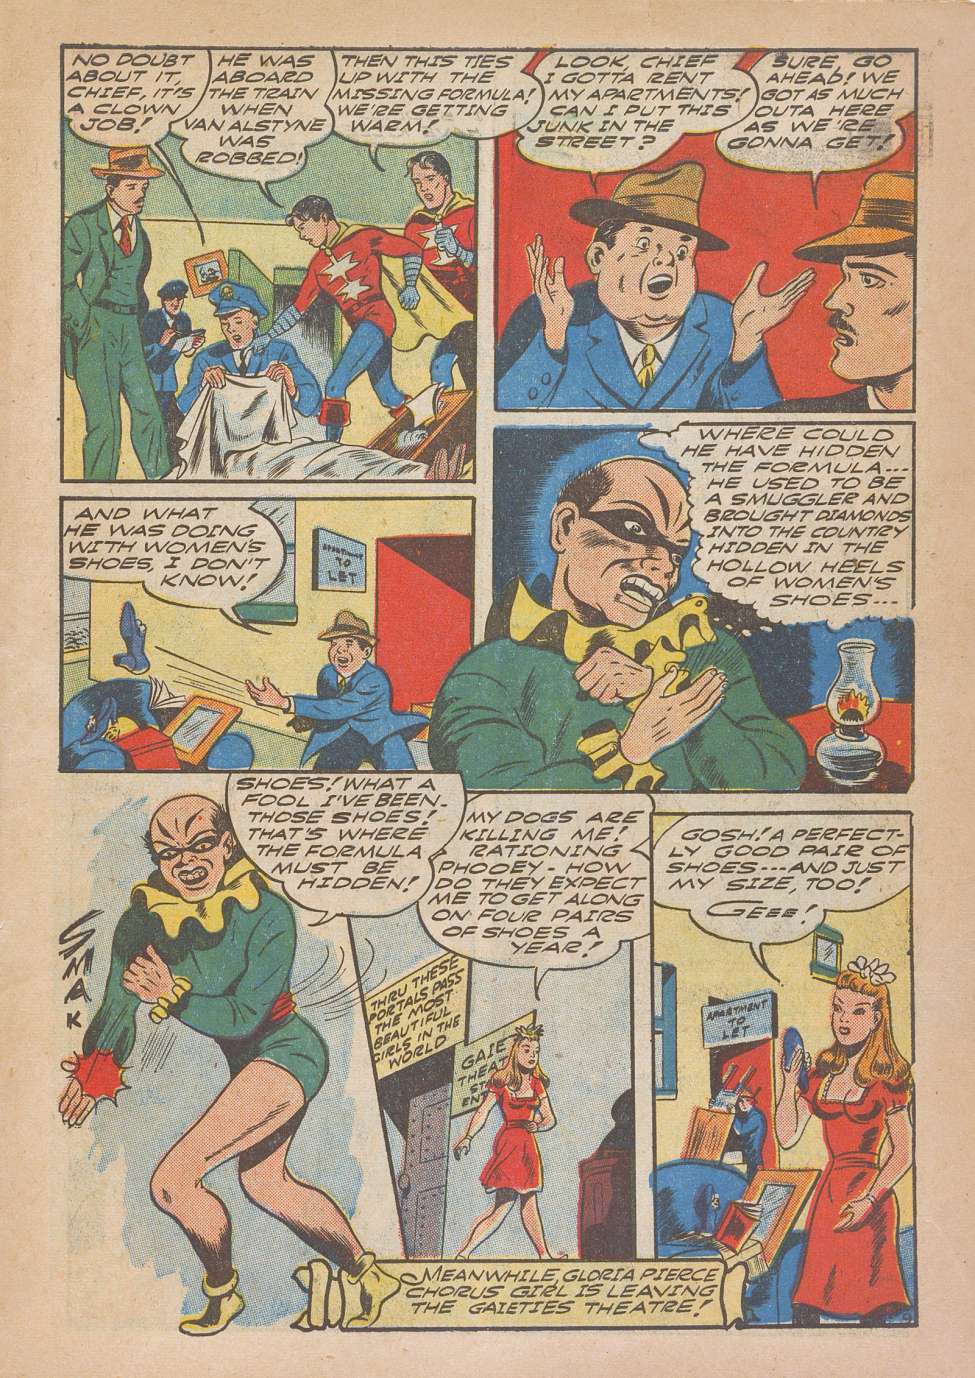 NO DOUBT
ABOUT IT,
CHIEF, IT'S
A CLOWN
JOB!
HE WAS
ABOARD
THE TRAIN
WHEN
VAN ALSTYNE
WAS
ROBBED!
THEN THIS TIES
UP WITH THE
MISSING FORMULA!
WE'RE GETTING
WARM!
LOOK, CHIEF
I GOTTA RENT
MY APARTMENTS!
CAN I PUT THIS
JUNK IN THE
STREET?
SURE, GO
AHEAD! WE
GOT AS MUCH
OUTA HERE
AS WE'RE
GONNA GET!
AND WHAT
HE WAS DOING
WITH WOMEN'S
SHOES, I DON'T
KNOW!
APARTMENT
TO
LET
WHERE COULD
HE HAVE HIDDEN
THE FORMULA---
HE USED TO BE
A SMUGGLER AND
BROUGHT DIAMONDS
INTO THE COUNTRY
HIDDEN IN THE
HOLLOW HEELS
OF WOMEN'S
SHOES---
SHOES! WHAT A
FOOL I'VE BEEN-
THOSE SHOES!
THAT'S WHERE
THE FORMULA
MUST BE
HIDDEN!
SMAK
MY DOGS ARE
KILLING ME!
RATIONING
PHOOEY - HOW
DO THEY EXPECT
ME TO GET ALONG
ON FOUR PAIRS
OF SHOES A
YEAR!
THRU THESE
PORTALS PASS
THE MOST
BEAUTIFUL
GIRLS IN THE
WORLD
GAIE
THEAT
ST
ENT
MEANWHILE, GLORIA PIERCE
CHORUS GIRL IS LEAVING
THE GAIETIES THEATRE!
GOSH! A PERFECT-
LY GOOD PAIR OF
SHOES---AND JUST
MY SIZE, TOO!
GEEE!
APARTMENT
TO
LET
9